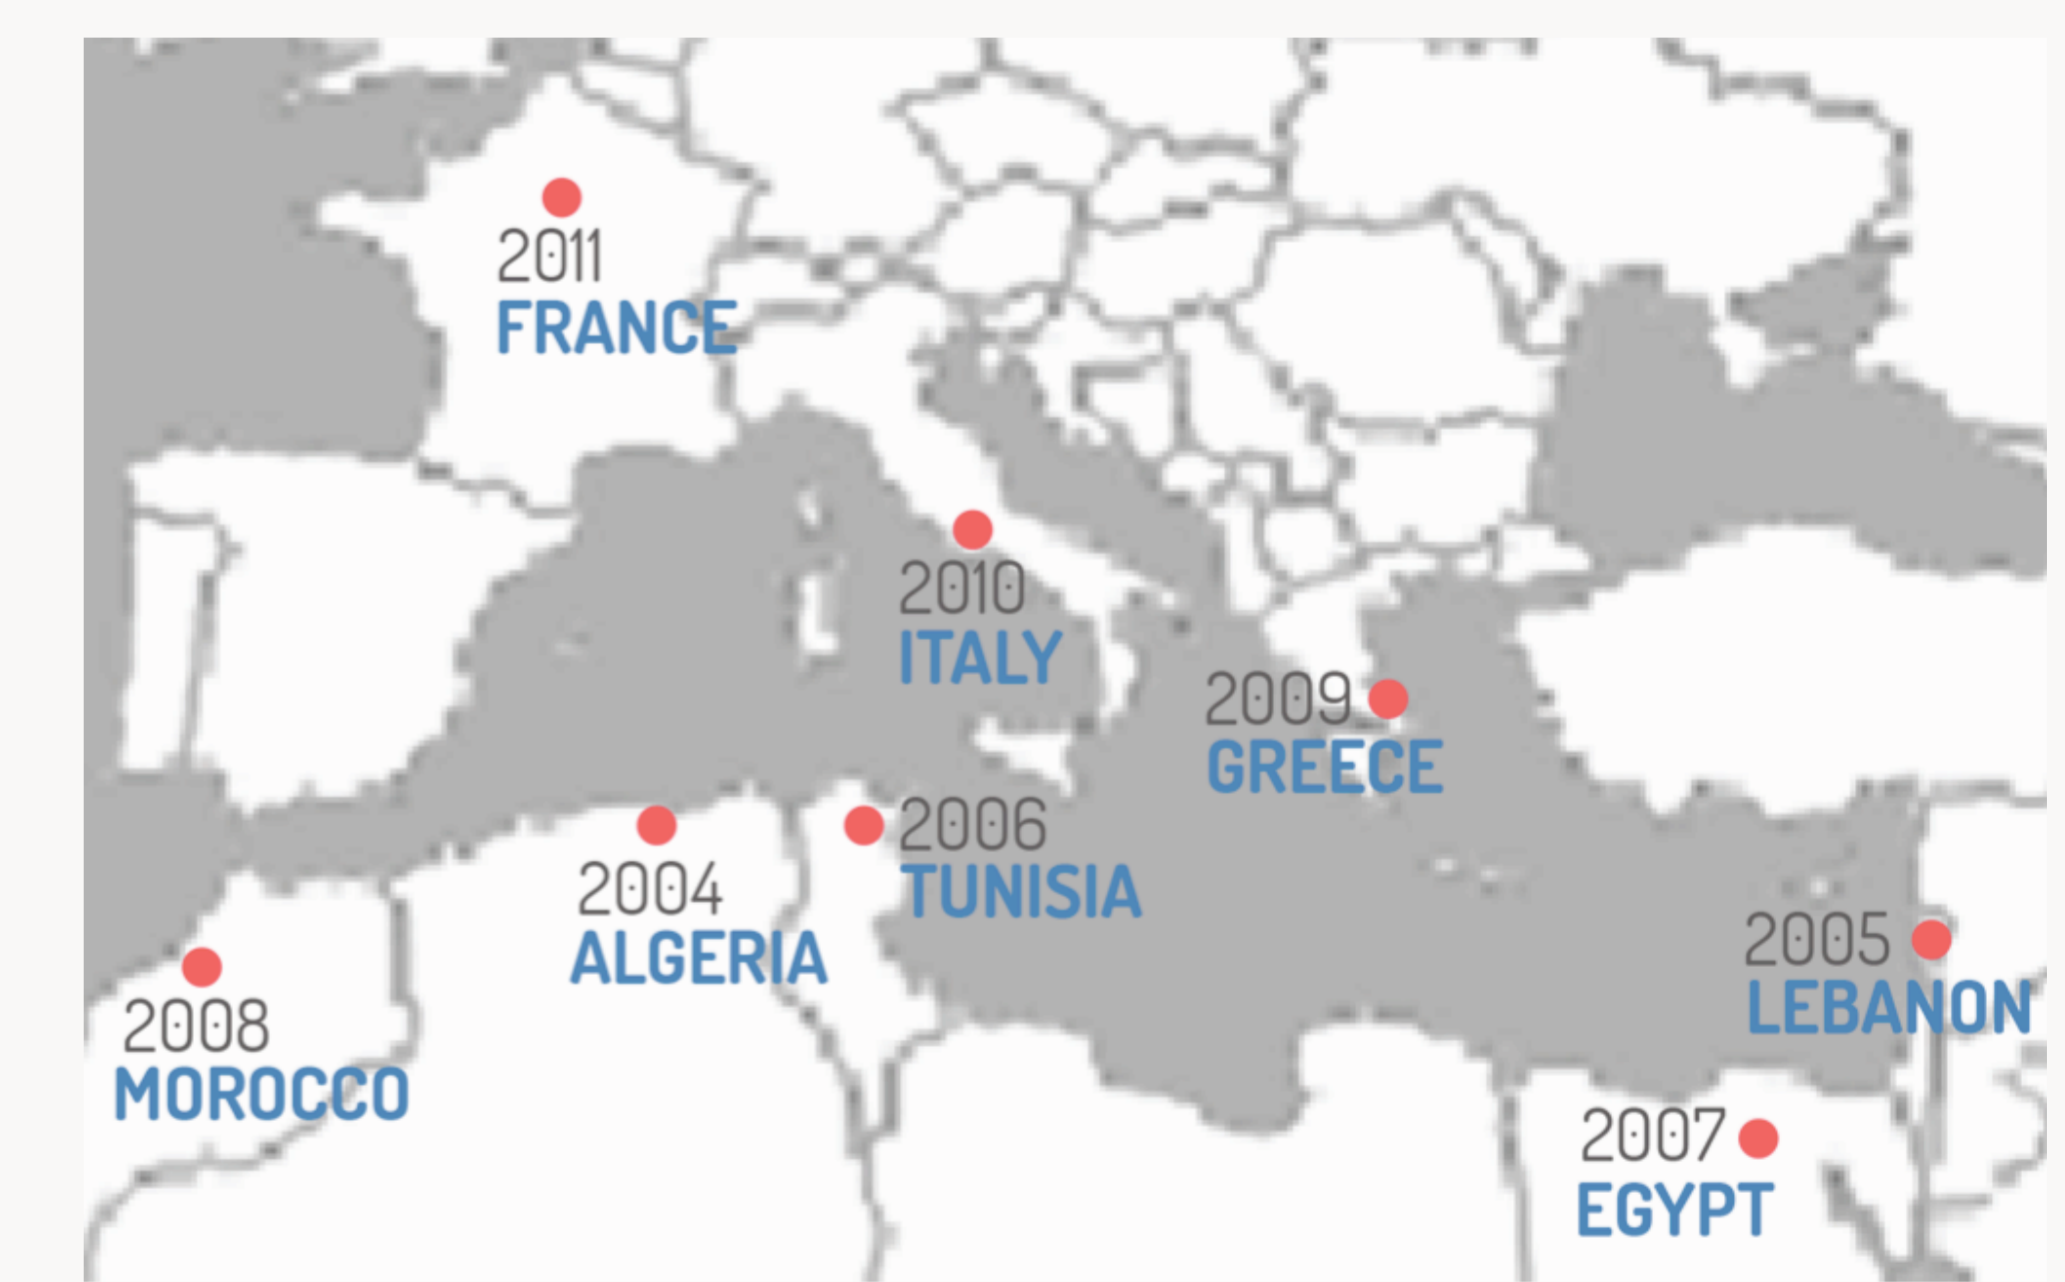 2011
FRANCE
2010
ITALY
2009
GREECE
2006
TUNISIA
2004
ALGERIA
2005
LEBANON
2008
MOROCCO
2007
EGYPT